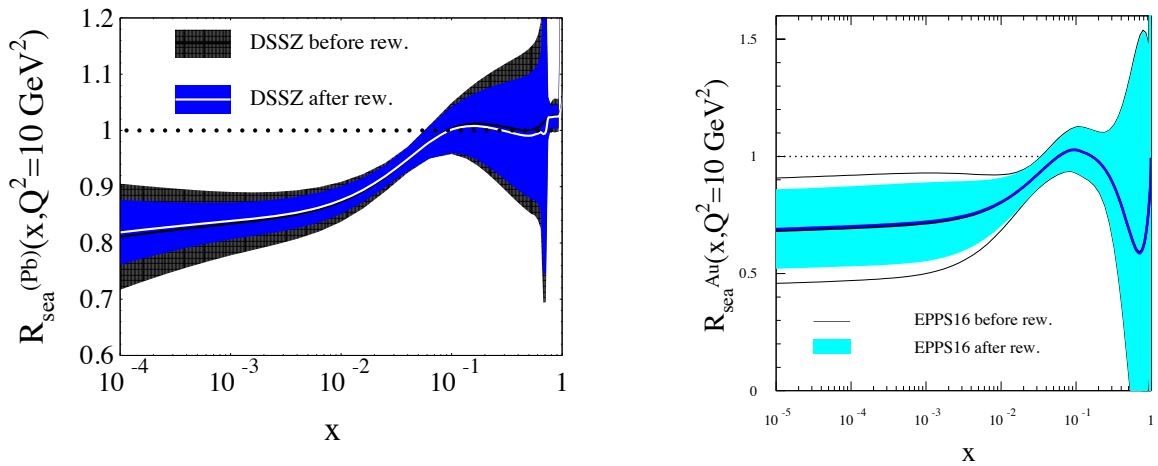 R_sea^(Pb)(x,Q^2=10 GeV^2)
1.2
1.1
1
0.9
0.8
0.7
0.6
DSSZ before rew.
DSSZ after rew.
10^-4
10^-3
10^-2
10^-1
1
x
R_sea^Au(x,Q^2=10 GeV^2)
1.5
1
0.5
0
EPPS16 before rew.
EPPS16 after rew.
10^-5
10^-4
10^-3
10^-2
10^-1
1
x